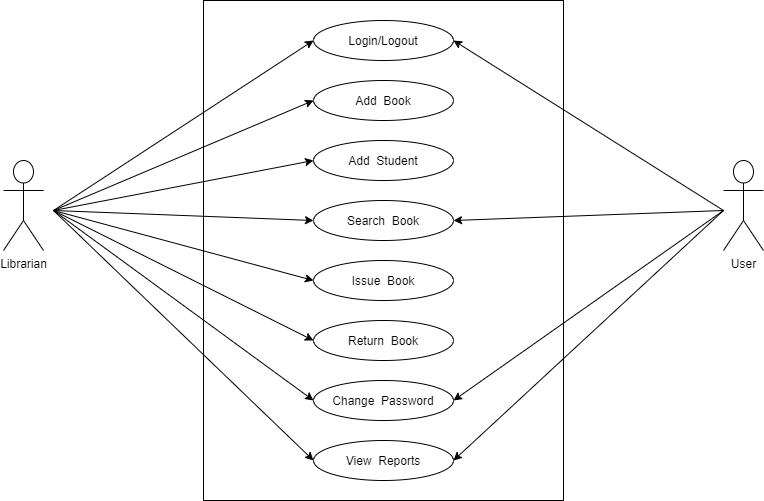 Login/Logout
Add Book
Add Student
Search Book
Issue Book
Return Book
Change Password
View Reports
Librarian
User